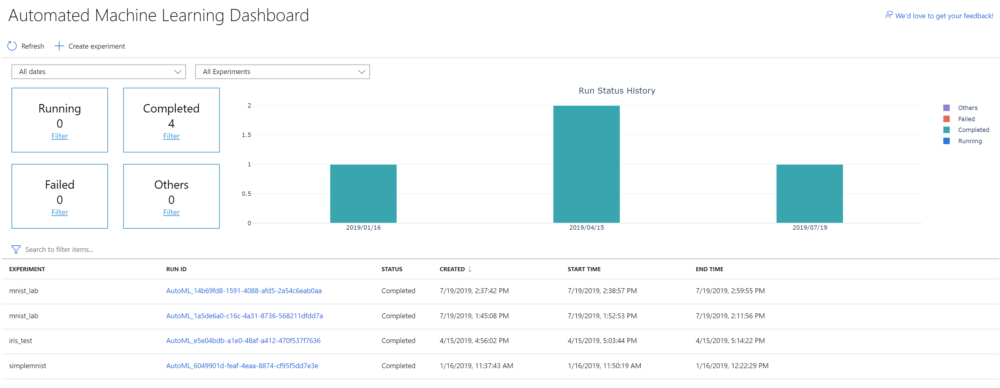 Automated Machine Learning Dashboard
We'd love to get your feedback!
Refresh Create experiment
All dates All Experiments
Running
0
Filter
Completed
4
Filter
Failed
0
Filter
Others
0
Filter
Run Status History
2
1.5
1
0.5
0
2019/01/16 2019/04/15 2019/07/19
Others
Failed
Completed
Running
Search to filter items...
EXPERIMENT RUN ID STATUS CREATED ↓ START TIME END TIME
mnist_lab AutoML_14b69fd8-1591-4088-afd5-2a54c6eab0aa Completed 7/19/2019, 2:37:42 PM 7/19/2019, 2:38:57 PM 7/19/2019, 2:59:55 PM
mnist_lab AutoML_1a5de6a0-c16c-4a31-8736-568211dfdd7a Completed 7/19/2019, 1:45:08 PM 7/19/2019, 1:52:53 PM 7/19/2019, 2:11:56 PM
iris_test AutoML_e5e04bdb-a1e0-48af-a412-470f537f7636 Completed 4/15/2019, 4:56:02 PM 4/15/2019, 5:03:44 PM 4/15/2019, 5:14:22 PM
simplemnist AutoML_6049901d-feaf-4eaa-8874-cf95f5dd7e3e Completed 1/16/2019, 11:37:43 AM 1/16/2019, 11:50:19 AM 1/16/2019, 12:22:29 PM